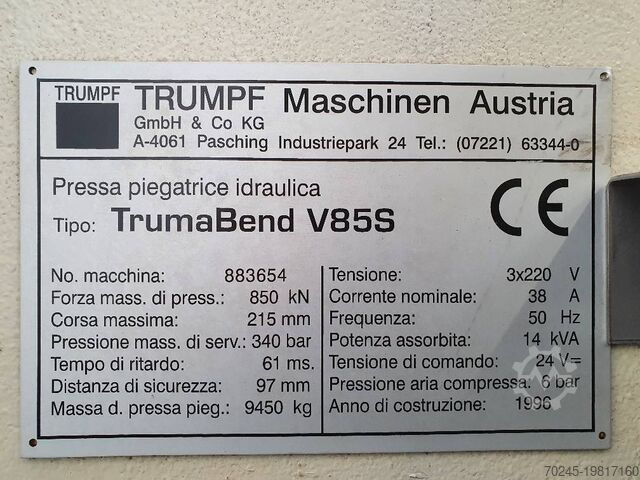 TRUMPF
TRUMPF Maschinen Austria
GmbH & Co KG
A-4061 Pasching Industriepark 24 Tel.: (07221) 63344-0
Pressa piegatrice idraulica
Tipo: TrumaBend V85S
CE
No. macchina: 883654
Forza mass. di press.: 850 kN
Corsa massima: 215 mm
Pressione mass. di serv.: 340 bar
Tempo di ritardo: 61 ms.
Distanza di sicurezza: 97 mm
Massa d. pressa pieg.: 9450 kg
Tensione: 3x220 V
Corrente nominale: 38 A
Frequenza: 50 Hz
Potenza assorbita: 14 kVA
Tensione di comando: 24 V=
Pressione aria compressa: 6 bar
Anno di costruzione: 1996
70245-19817160